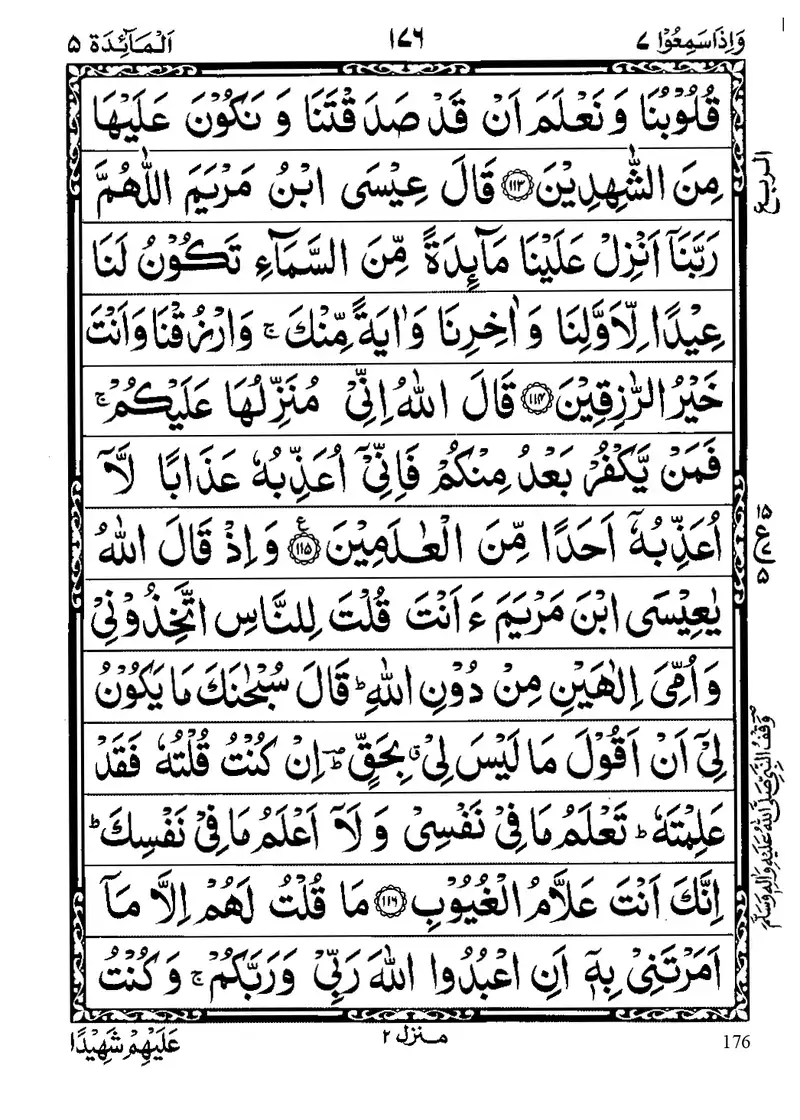 وَاِذَاسَمِعُوْا ٧
١٧٦
اَلْمَآئِدَة ٥
قُلُوْبُنَا وَ نَعْلَمَ اَنْ قَدْ صَدَقْتَنَا وَ نَكُوْنَ عَلَيْهَا
مِنَ الشّٰهِدِيْنَ ۝١١٣ قَالَ عِيْسَى ابْنُ مَرْيَمَ اللّٰهُمَّ
رَبَّنَاۤ اَنْزِلْ عَلَيْنَا مَآئِدَةً مِّنَ السَّمَآءِ تَكُوْنُ لَنَا
عِيْدًا لِّاَوَّلِنَا وَ اٰخِرِنَا وَ اٰيَةً مِّنْكَ ۚ وَارْزُقْنَا وَاَنْتَ
خَيْرُ الرّٰزِقِيْنَ ۝١١٤ قَالَ اللّٰهُ اِنِّيْ مُنَزِّلُهَا عَلَيْكُمْ ۚ
فَمَنْ يَّكْفُرْ بَعْدُ مِنْكُمْ فَاِنِّيْۤ اُعَذِّبُهٗ عَذَابًا لَّاۤ
اُعَذِّبُهٗۤ اَحَدًا مِّنَ الْعٰلَمِيْنَ ۝١١٥ ع وَ اِذْ قَالَ اللّٰهُ
يٰعِيْسَى ابْنَ مَرْيَمَ ءَ اَنْتَ قُلْتَ لِلنَّاسِ اتَّخِذُوْنِيْ
وَ اُمِّيَ اِلٰهَيْنِ مِنْ دُوْنِ اللّٰهِ ؕ قَالَ سُبْحٰنَكَ مَا يَكُوْنُ
لِيْۤ اَنْ اَقُوْلَ مَا لَيْسَ لِيْ ۗ بِحَقٍّ ؕ اِنْ كُنْتُ قُلْتُهٗ فَقَدْ
عَلِمْتَهٗ ؕ تَعْلَمُ مَا فِيْ نَفْسِيْ وَ لَاۤ اَعْلَمُ مَا فِيْ نَفْسِكَ ؕ
اِنَّكَ اَنْتَ عَلَّامُ الْغُيُوْبِ ۝١١٦ مَا قُلْتُ لَهُمْ اِلَّا مَاۤ
اَمَرْتَنِيْ بِهٖۤ اَنِ اعْبُدُوا اللّٰهَ رَبِّيْ وَرَبَّكُمْ ۚ وَ كُنْتُ
الربع
١٥
ع
٥
وقف النبي صلى الله عليه واله وسلم
عَلَيْهِمْ شَهِيْدًا
منزل ٢
176